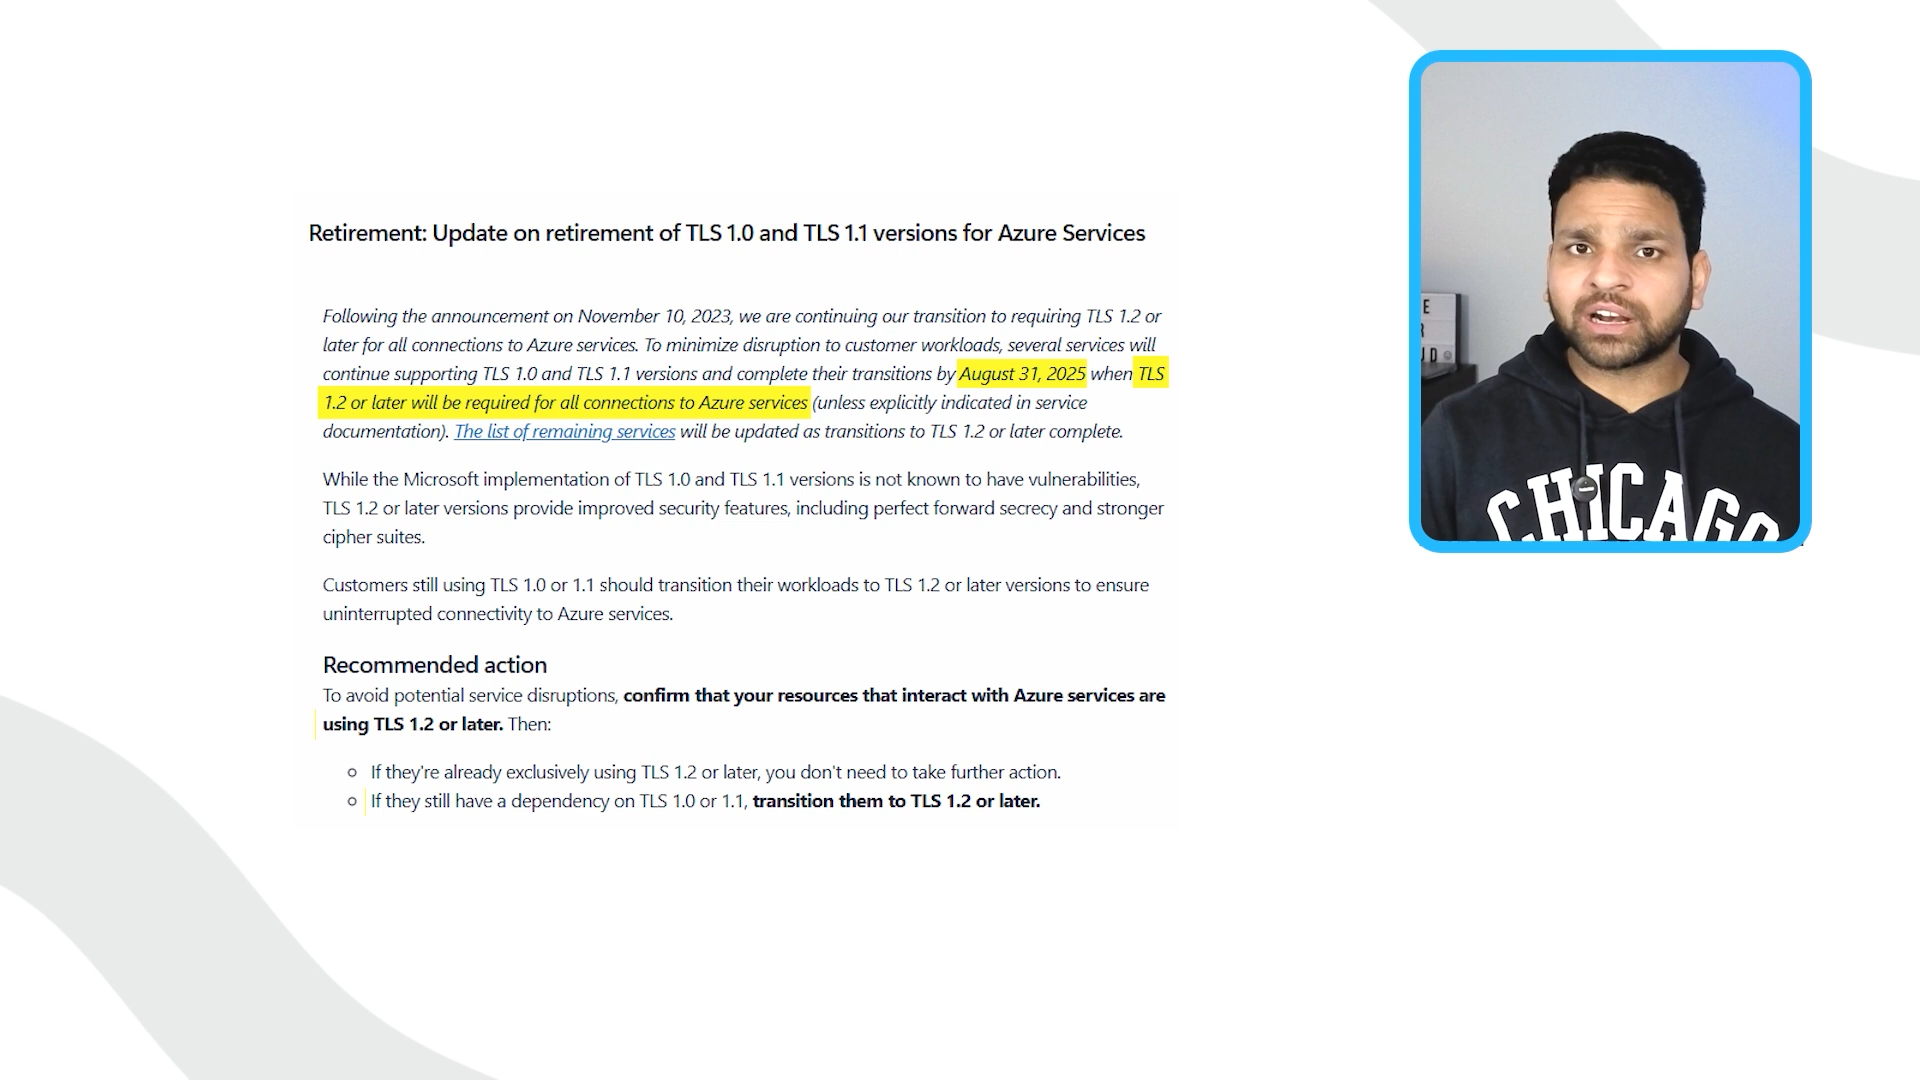 Retirement: Update on retirement of TLS 1.0 and TLS 1.1 versions for Azure Services
Following the announcement on November 10, 2023, we are continuing our transition to requiring TLS 1.2 or
later for all connections to Azure services. To minimize disruption to customer workloads, several services will
continue supporting TLS 1.0 and TLS 1.1 versions and complete their transitions by August 31, 2025 when TLS
1.2 or later will be required for all connections to Azure services (unless explicitly indicated in service
documentation). The list of remaining services will be updated as transitions to TLS 1.2 or later complete.
While the Microsoft implementation of TLS 1.0 and TLS 1.1 versions is not known to have vulnerabilities,
TLS 1.2 or later versions provide improved security features, including perfect forward secrecy and stronger
cipher suites.
Customers still using TLS 1.0 or 1.1 should transition their workloads to TLS 1.2 or later versions to ensure
uninterrupted connectivity to Azure services.
Recommended action
To avoid potential service disruptions, confirm that your resources that interact with Azure services are
using TLS 1.2 or later. Then:
If they're already exclusively using TLS 1.2 or later, you don't need to take further action.
If they still have a dependency on TLS 1.0 or 1.1, transition them to TLS 1.2 or later.
CHICAGO